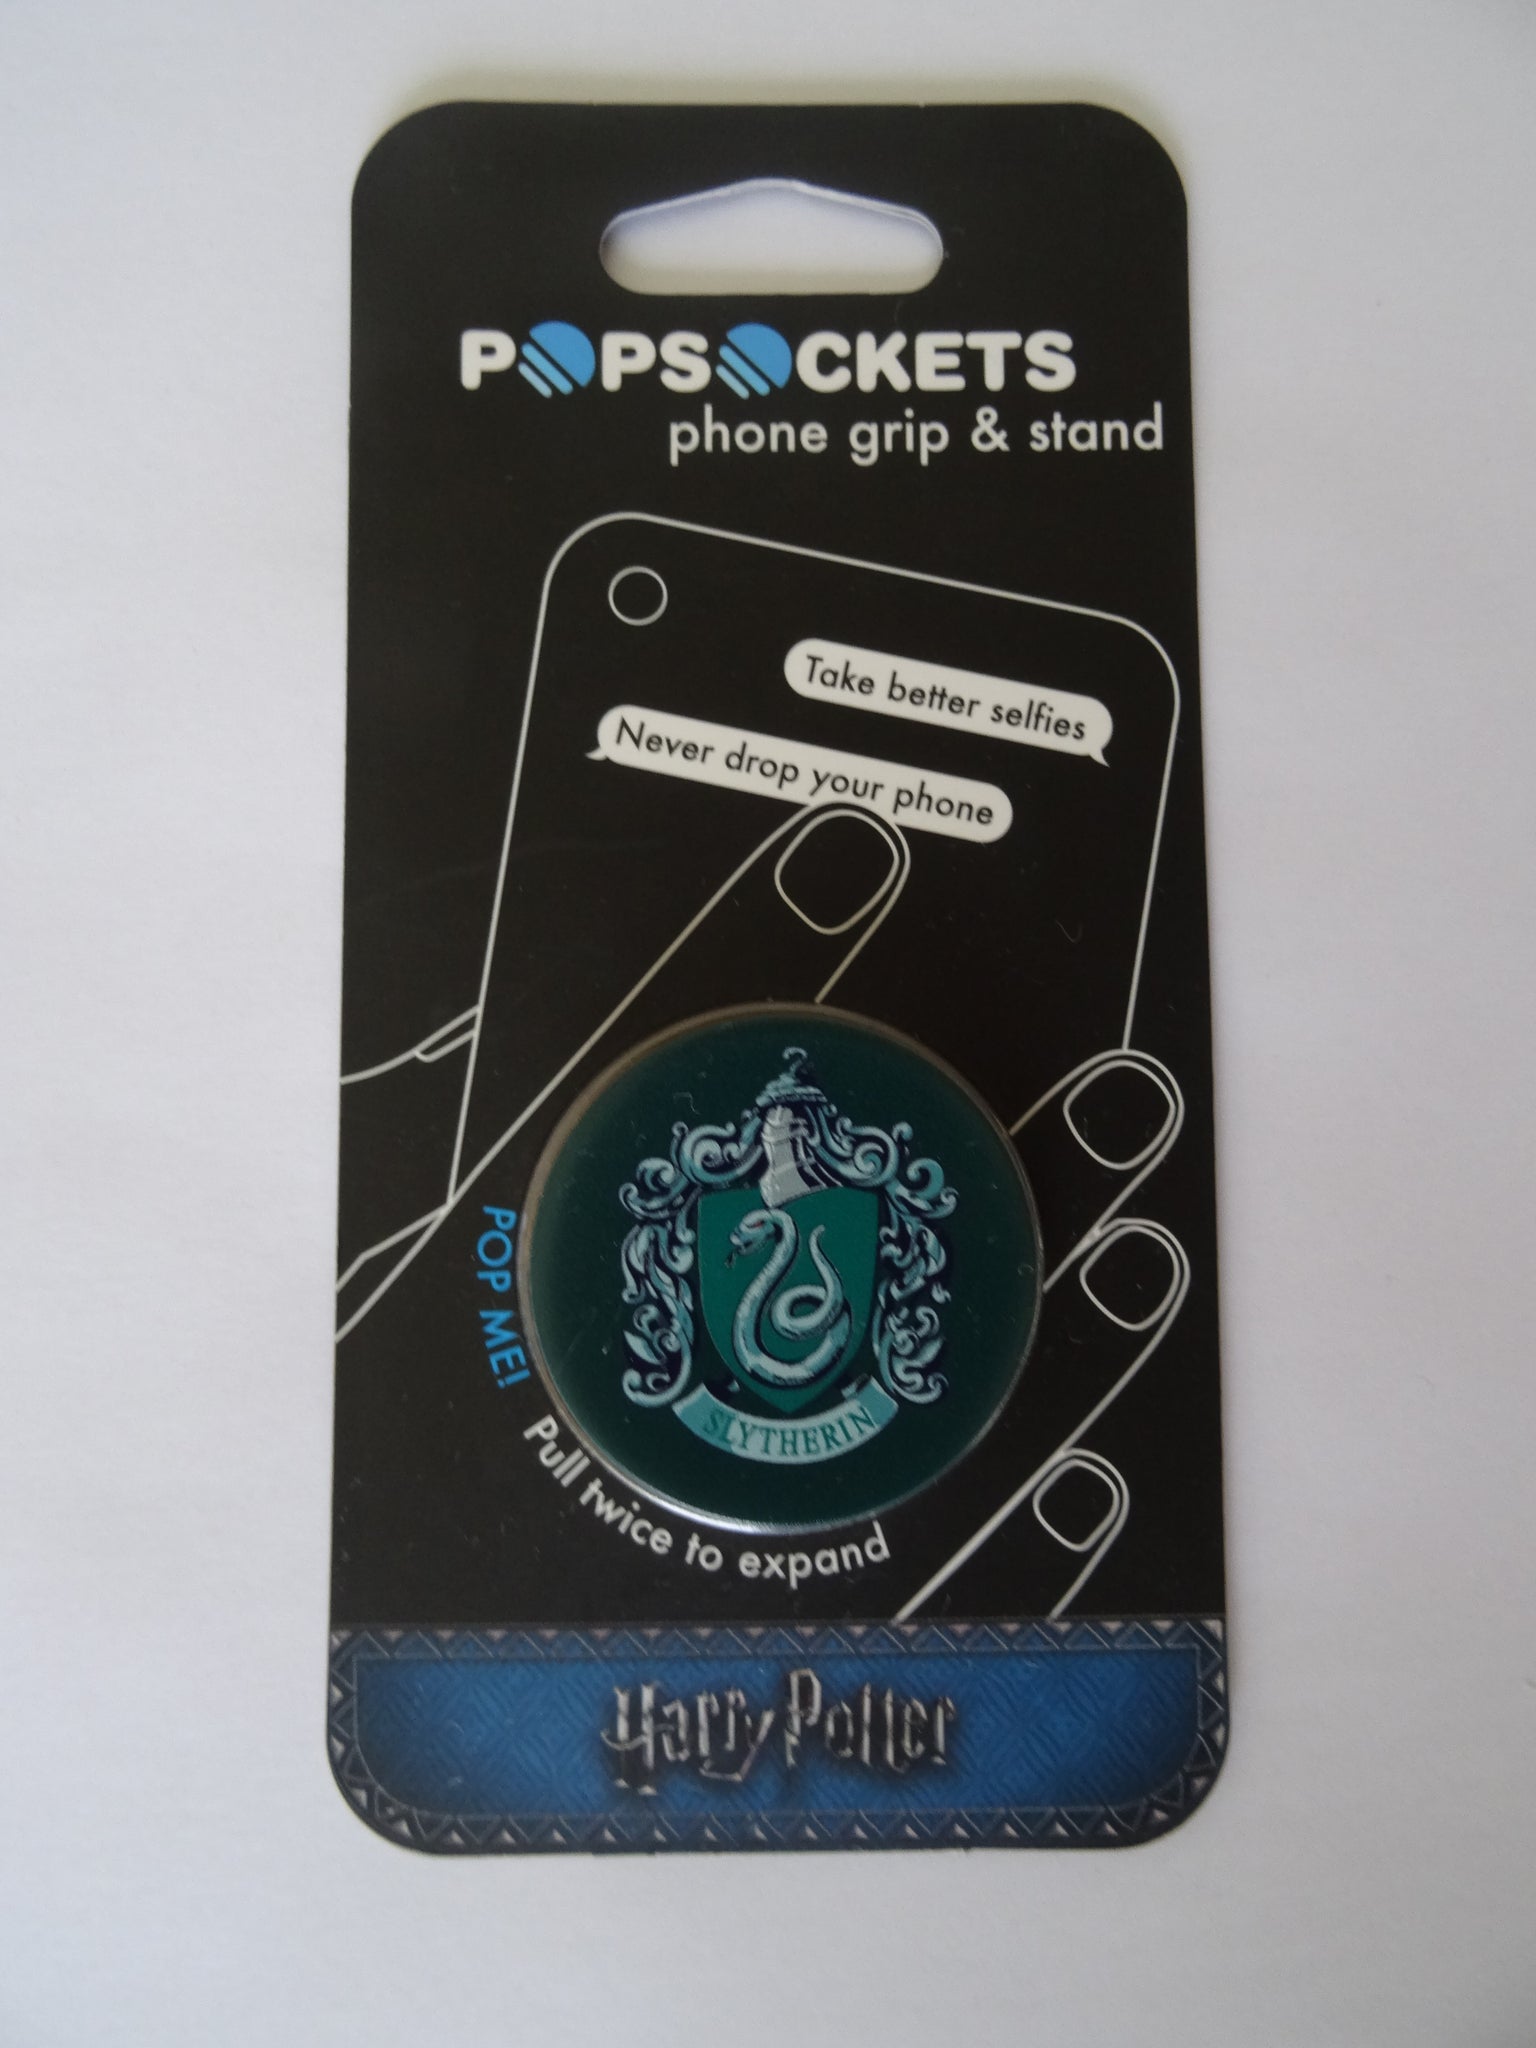 POPSOCKETS
phone grip & stand
Take better selfies
Never drop your phone
SLYTHERIN
POP ME!
Pull twice to expand
Harry Potter